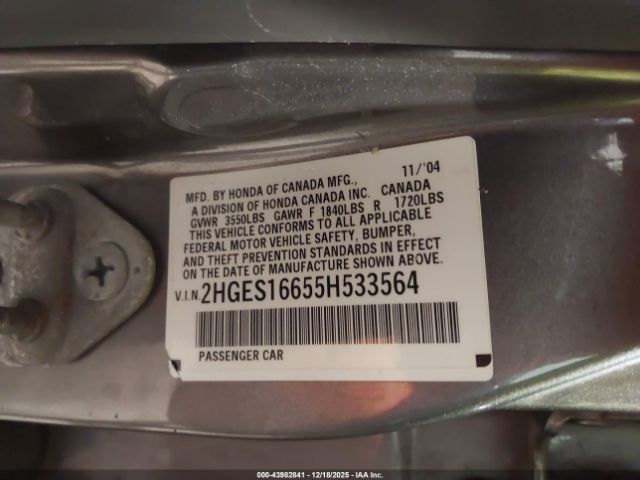 MFD. BY HONDA OF CANADA MFG., 11/'04
A DIVISION OF HONDA CANADA INC. CANADA
GVWR 3550LBS GAWR F 1840LBS R 1720LBS
THIS VEHICLE CONFORMS TO ALL APPLICABLE
FEDERAL MOTOR VEHICLE SAFETY, BUMPER,
AND THEFT PREVENTION STANDARDS IN EFFECT
ON THE DATE OF MANUFACTURE SHOWN ABOVE.
V.I.N. 2HGES16655H533564
PASSENGER CAR
000-43982841 | 12/18/2025 | IAA Inc.